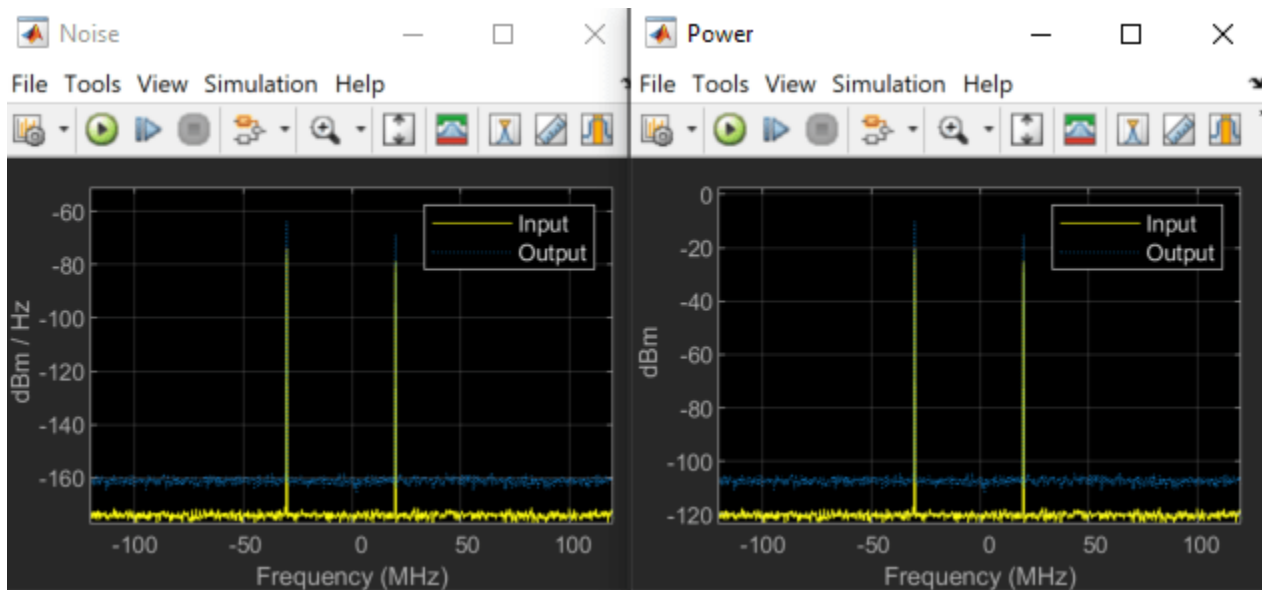 Noise
File Tools View Simulation Help
-60
-80
-100
-120
-140
-160
dBm / Hz
Input
Output
-100 -50 0 50 100
Frequency (MHz)
Power
File Tools View Simulation Help
0
-20
-40
-60
-80
-100
-120
dBm
Input
Output
-100 -50 0 50 100
Frequency (MHz)